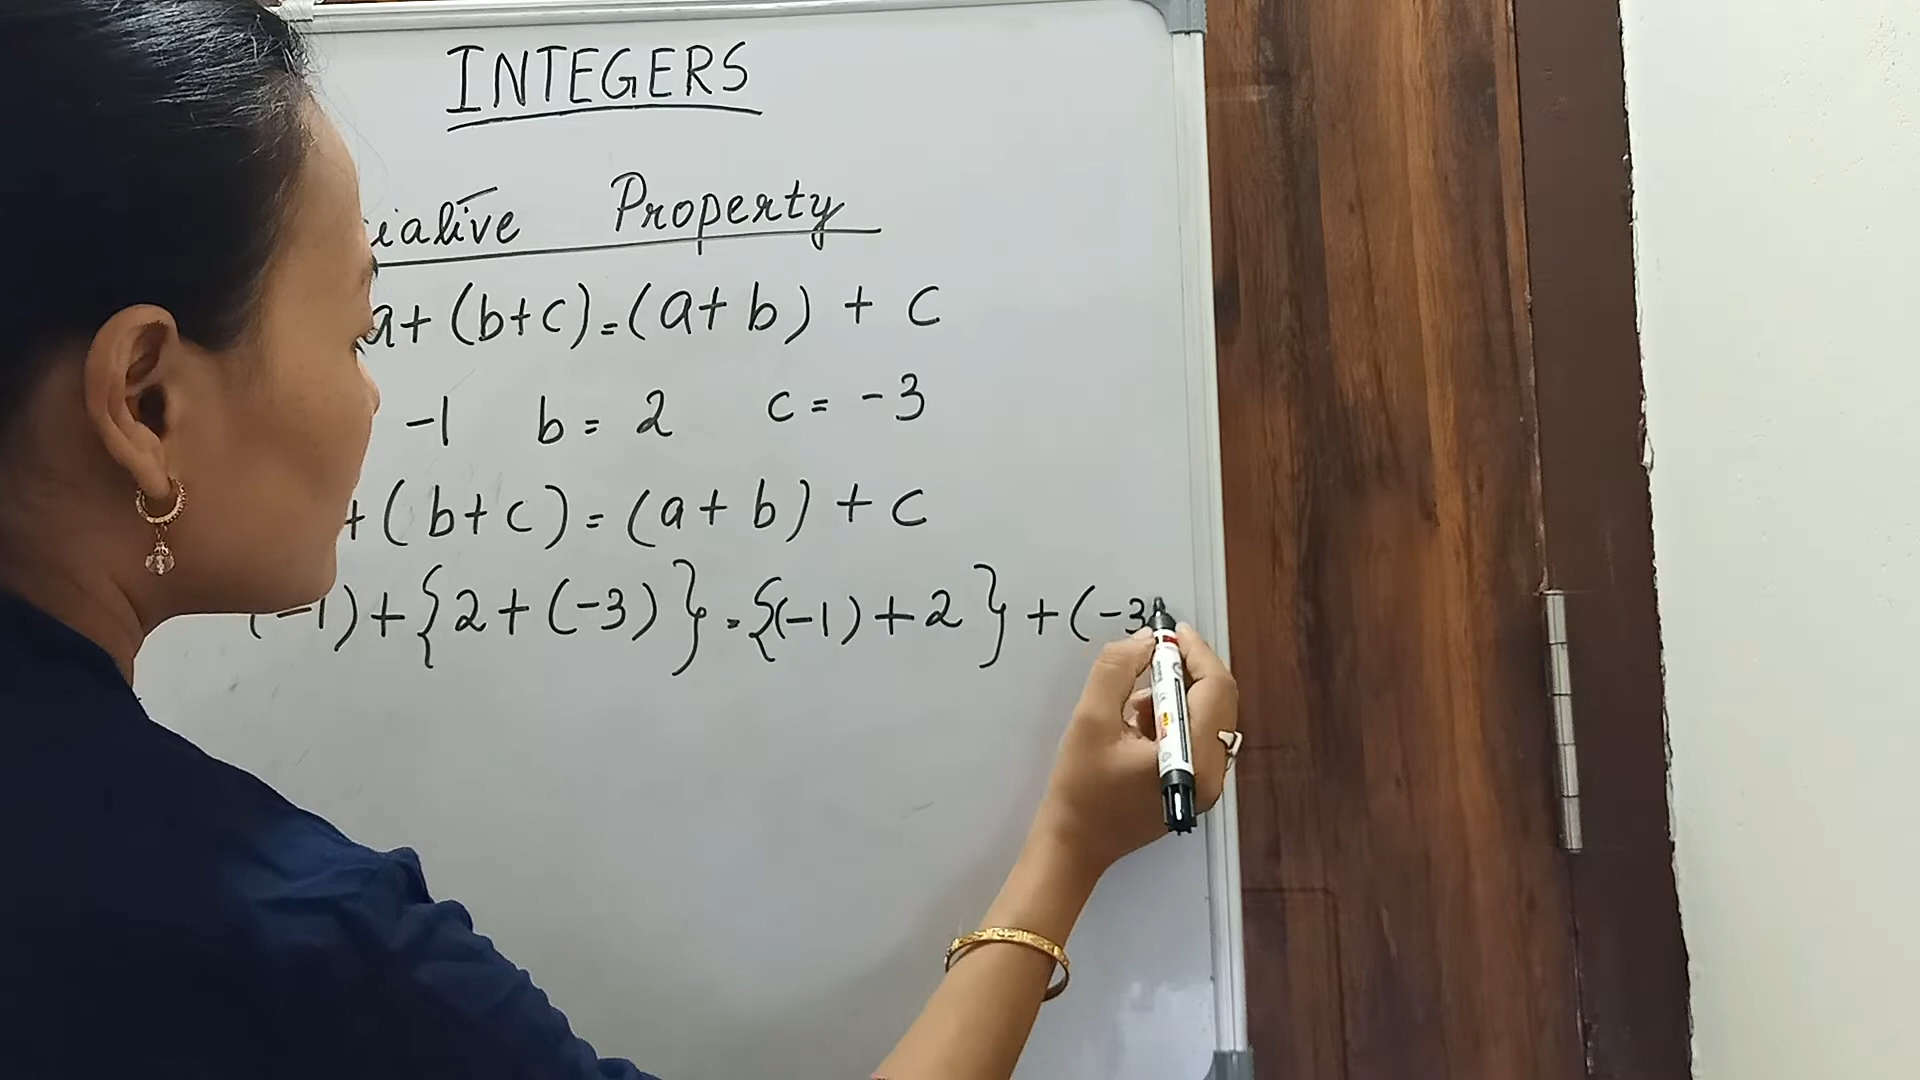 INTEGERS
ciative Property
a+(b+c)=(a+b)+c
-1 b=2 c=-3
+(b+c)=(a+b)+c
(-1)+{2+(-3)}={(-1)+2}+(-3